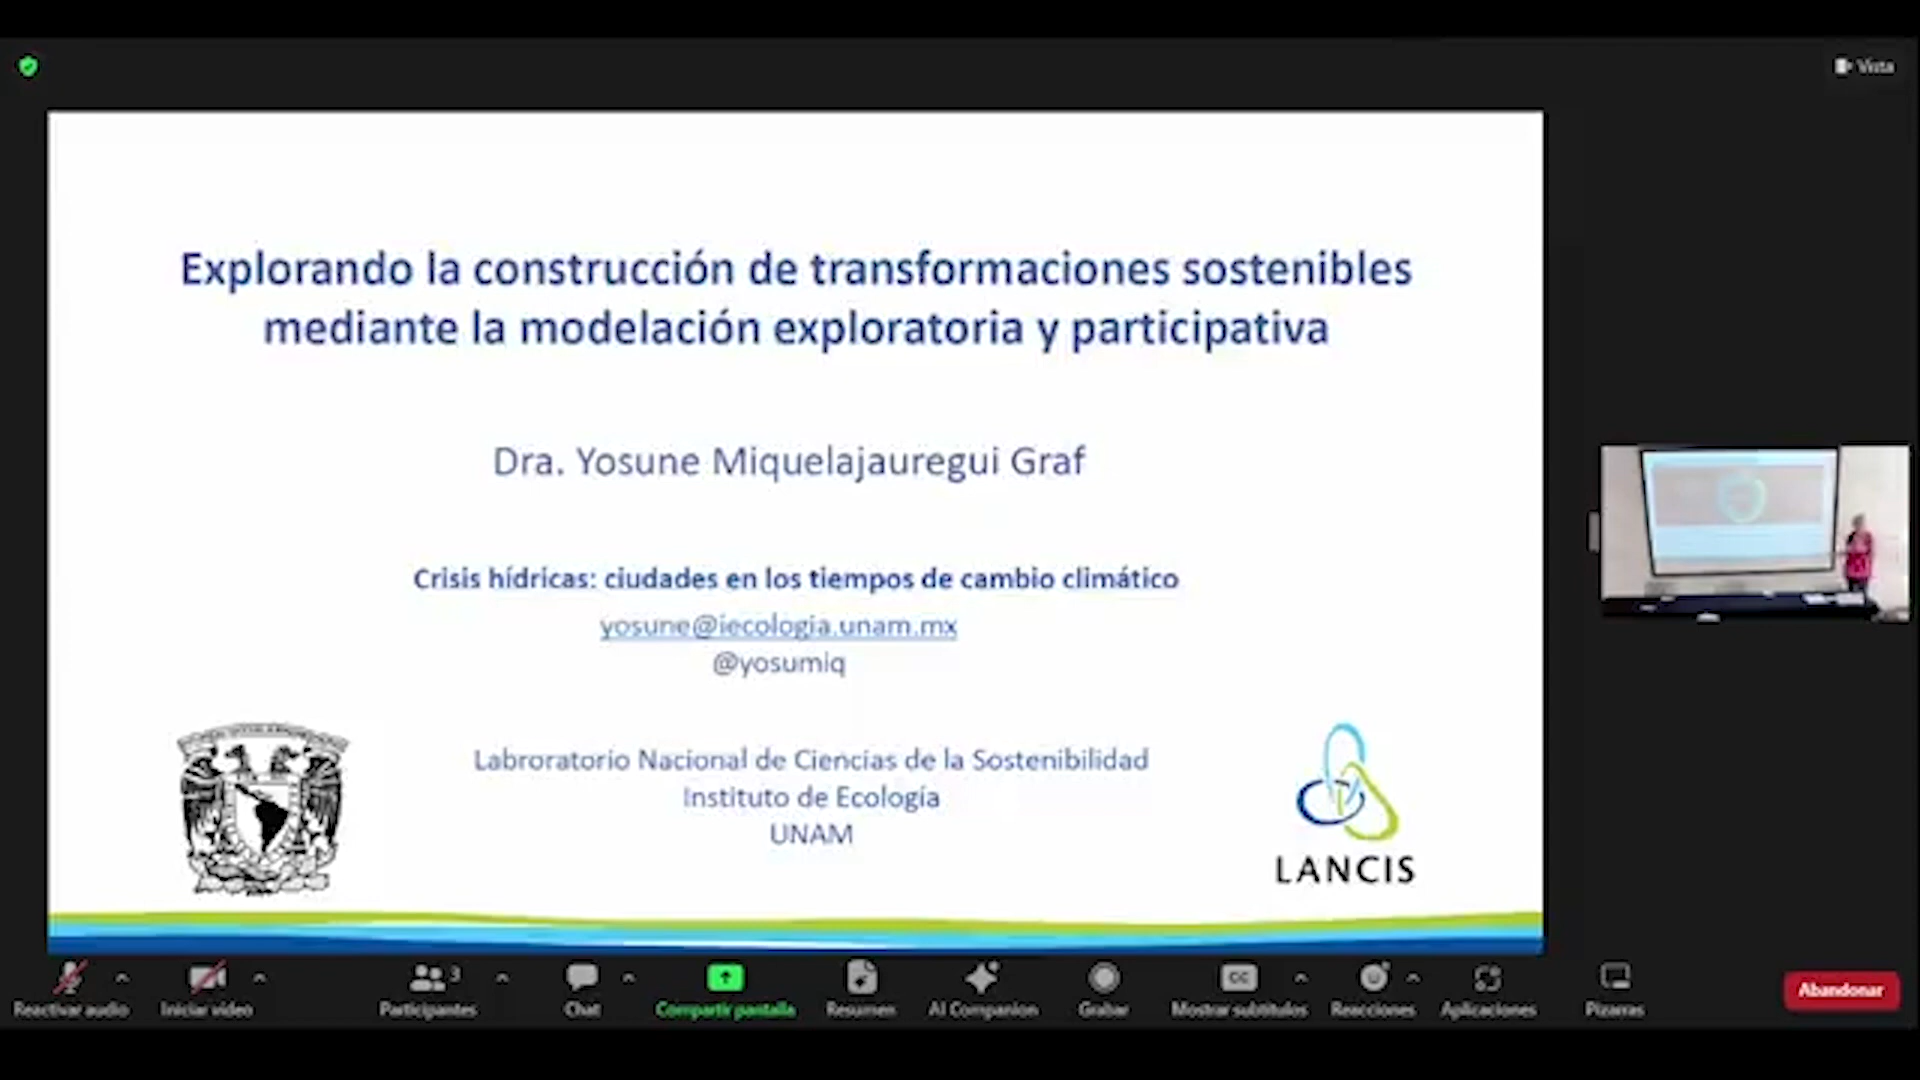 Vista
Explorando la construcción de transformaciones sostenibles
mediante la modelación exploratoria y participativa
Dra. Yosune Miquelajauregui Graf
Crisis hídricas: ciudades en los tiempos de cambio climático
yosune@iecologia.unam.mx
@yosumiq
Labroratorio Nacional de Ciencias de la Sostenibilidad
Instituto de Ecología
UNAM
LANCIS
3
CC
Reactivar audio
Iniciar video
Participantes
Chat
Compartir pantalla
Resumen
AI Companion
Grabar
Mostrar subtítulos
Reacciones
Aplicaciones
Pizarras
Abandonar